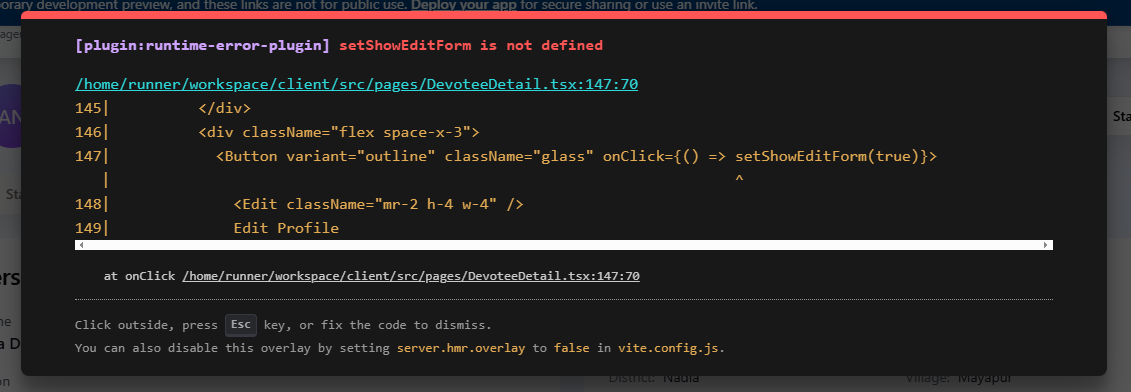 orary development preview, and these links are not for public use. Deploy your app for secure sharing or use an invite link.
[plugin:runtime-error-plugin] setShowEditForm is not defined
/home/runner/workspace/client/src/pages/DevoteeDetail.tsx:147:70
145|          </div>
146|          <div className="flex space-x-3">
147|            <Button variant="outline" className="glass" onClick={() => setShowEditForm(true)}>
|                                                                      ^
148|              <Edit className="mr-2 h-4 w-4" />
149|              Edit Profile
at onClick /home/runner/workspace/client/src/pages/DevoteeDetail.tsx:147:70
Click outside, press Esc key, or fix the code to dismiss.
You can also disable this overlay by setting server.hmr.overlay to false in vite.config.js.
District: Nadia
Village: Mayapur